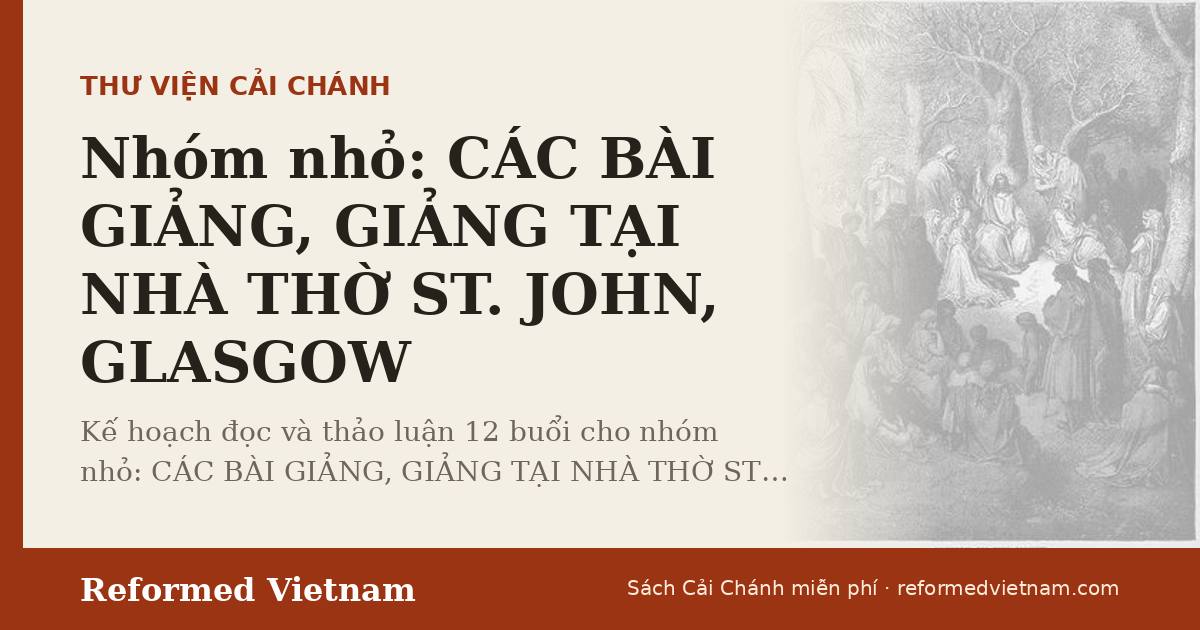 THƯ VIỆN CẢI CHÁNH
Nhóm nhỏ: CÁC BÀI
GIẢNG, GIẢNG TẠI
NHÀ THỜ ST. JOHN,
GLASGOW
Kế hoạch đọc và thảo luận 12 buổi cho nhóm
nhỏ: CÁC BÀI GIẢNG, GIẢNG TẠI NHÀ THỜ ST...
Reformed Vietnam
Sách Cải Chánh miễn phí · reformedvietnam.com